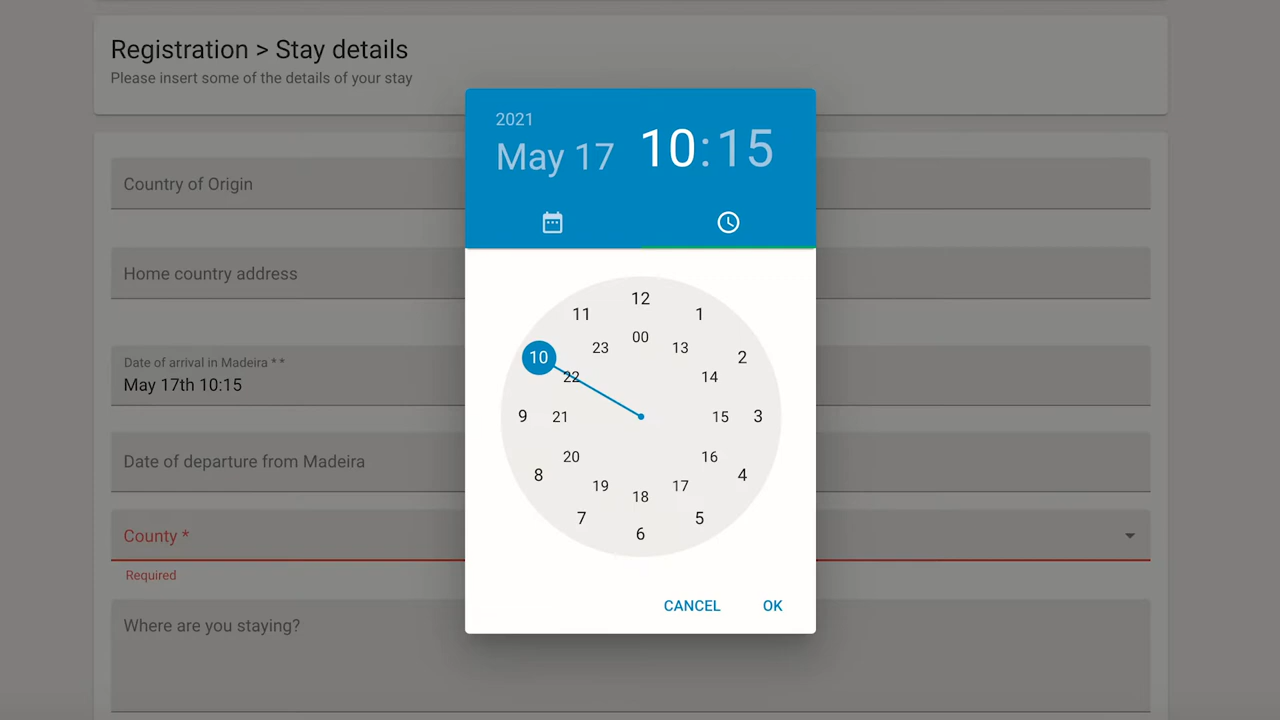 Registration > Stay details
Please insert some of the details of your stay
2021
May 17
10:15
Country of Origin
Home country address
Date of arrival in Madeira * *
May 17th 10:15
Date of departure from Madeira
County *
Required
Where are you staying?
12
11
1
00
23
13
10
2
22
14
9
21
15
3
20
16
8
4
19
17
18
7
5
6
CANCEL
OK